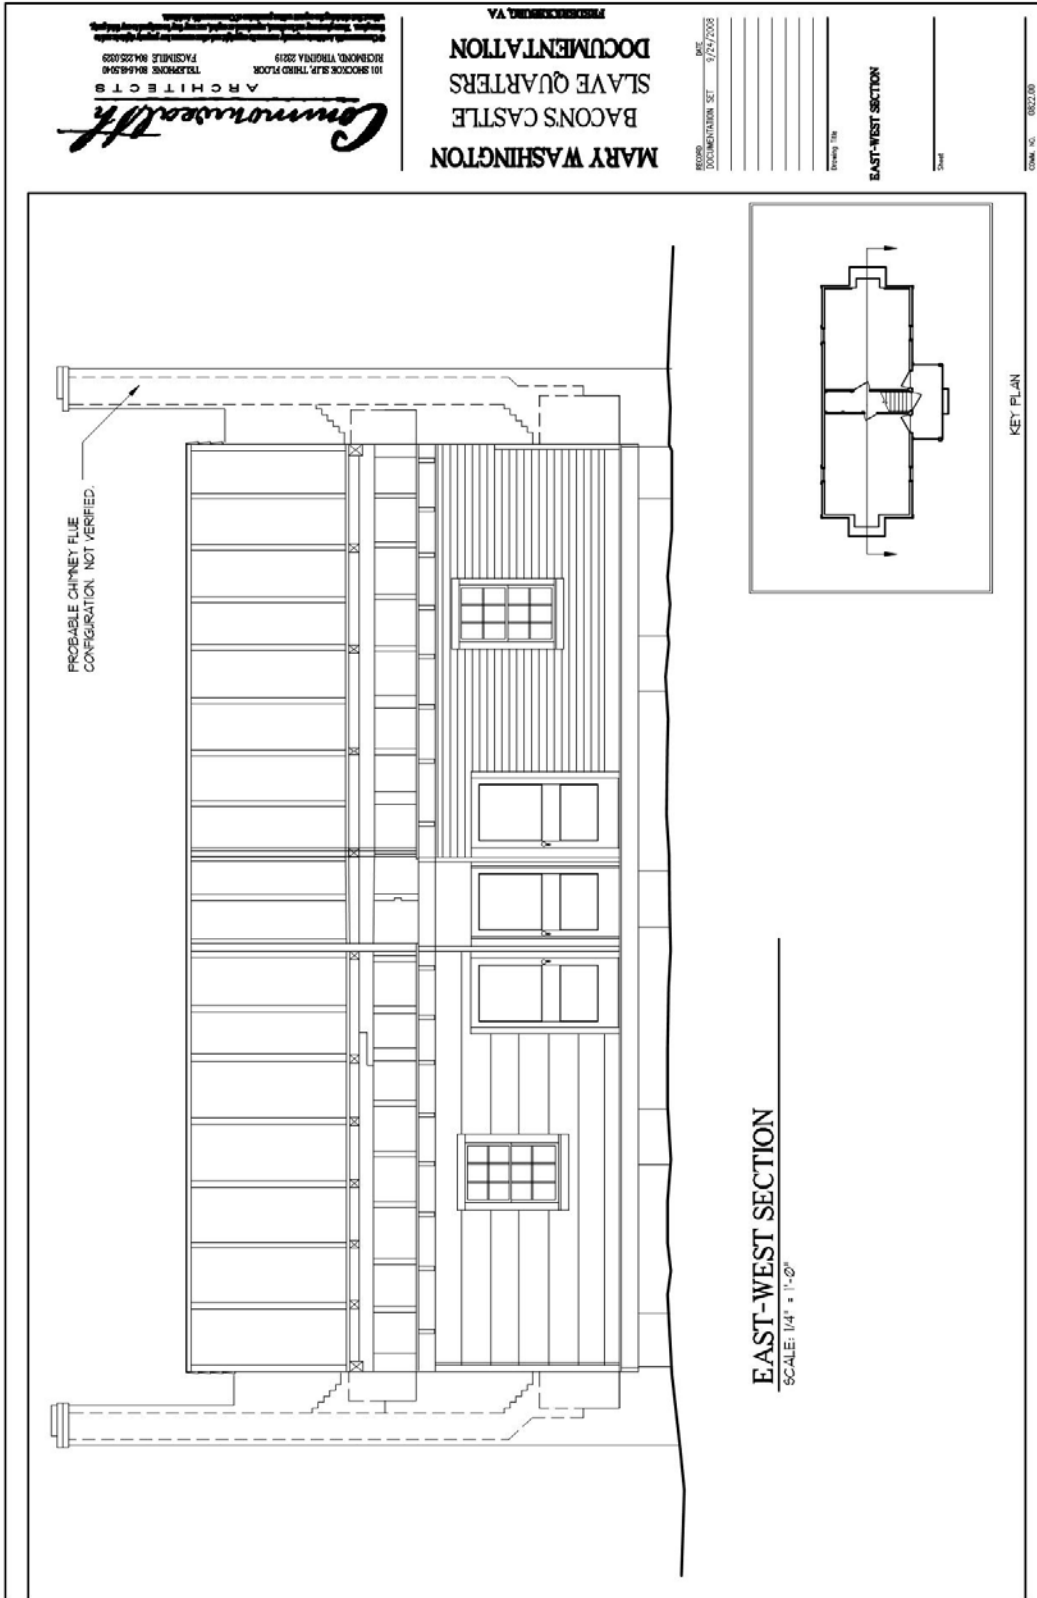 Commonwealth
ARCHITECTS
101 SHOCKOE SLIP, THIRD FLOOR
RICHMOND, VIRGINIA 23219
TELEPHONE 804.648.5040
FACSIMILE 804.225.0329
MARY WASHINGTON
BACON'S CASTLE
SLAVE QUARTERS
DOCUMENTATION
FREDERICKSBURG, VA
RECORD
DATE
DOCUMENTATION SET
9/24/2008
Drawing Title
EAST-WEST SECTION
Sheet
COMM. NO. 0822.00
PROBABLE CHIMNEY FLUE
CONFIGURATION. NOT VERIFIED.
KEY PLAN
EAST-WEST SECTION
SCALE: 1/4" = 1'-0"